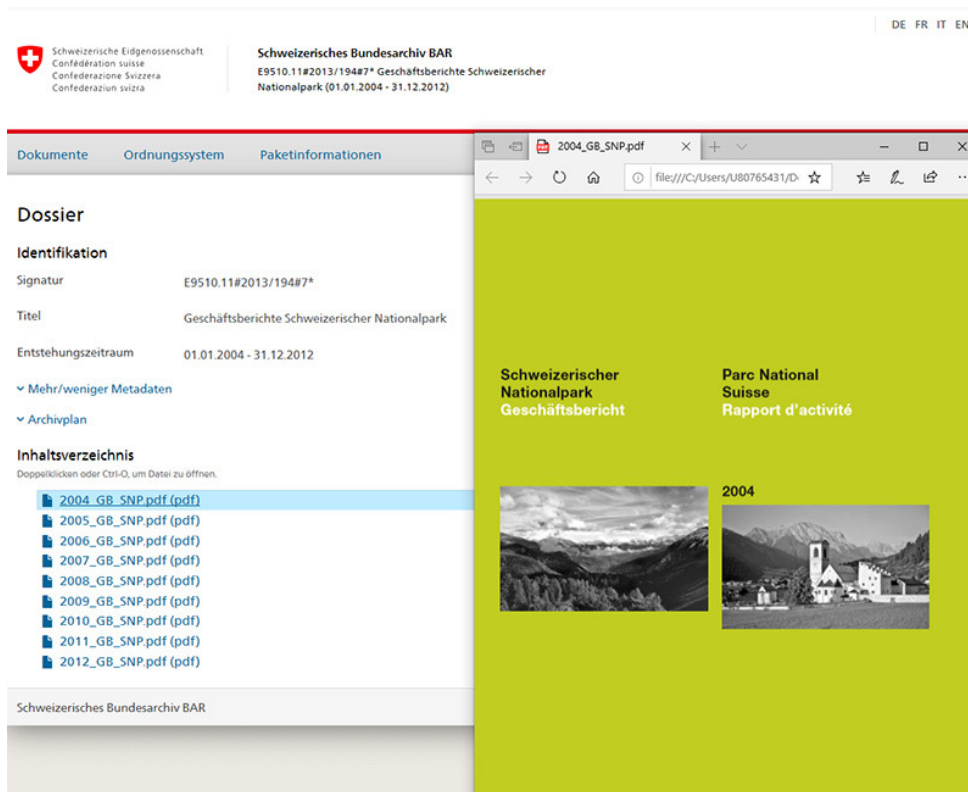 DE FR IT EN
Schweizerische Eidgenossenschaft
Confédération suisse
Confederazione Svizzera
Confederaziun svizra
Schweizerisches Bundesarchiv BAR
E9510.11#2013/194#7* Geschäftsberichte Schweizerischer
Nationalpark (01.01.2004 - 31.12.2012)
Dokumente Ordnungssystem Paketinformationen
Dossier
Identifikation
Signatur E9510.11#2013/194#7*
Titel Geschäftsberichte Schweizerischer Nationalpark
Entstehungszeitraum 01.01.2004 - 31.12.2012
Mehr/weniger Metadaten
Archivplan
Inhaltsverzeichnis
Doppelklicken oder Ctrl-O, um Datei zu öffnen.
2004_GB_SNP.pdf (pdf)
2005_GB_SNP.pdf (pdf)
2006_GB_SNP.pdf (pdf)
2007_GB_SNP.pdf (pdf)
2008_GB_SNP.pdf (pdf)
2009_GB_SNP.pdf (pdf)
2010_GB_SNP.pdf (pdf)
2011_GB_SNP.pdf (pdf)
2012_GB_SNP.pdf (pdf)
Schweizerisches Bundesarchiv BAR
2004_GB_SNP.pdf
file:///C:/Users/U80765431/D
Schweizerischer
Nationalpark
Geschäftsbericht
Parc National
Suisse
Rapport d'activité
2004